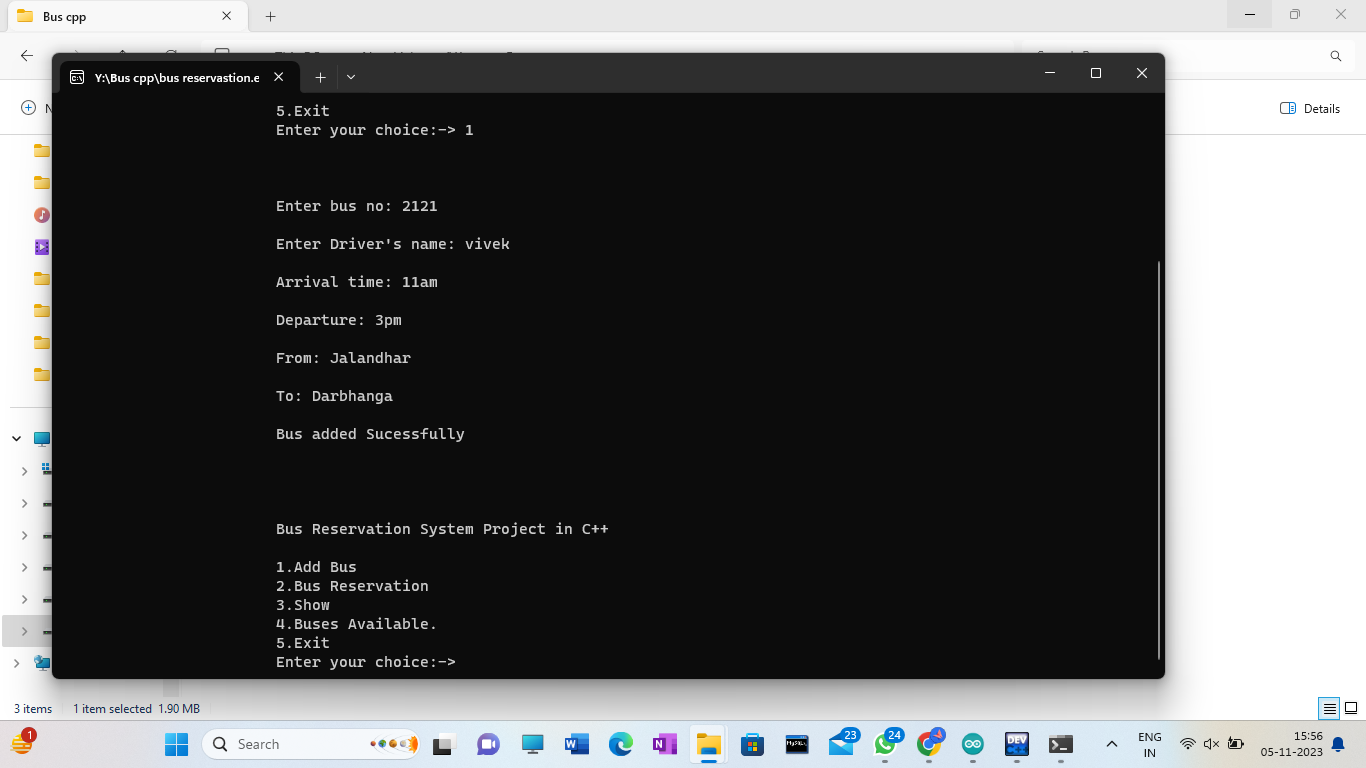 Bus cpp
Y:\Bus cpp\bus reservastion.e
Details
5.Exit
Enter your choice:-> 1
Enter bus no: 2121
Enter Driver's name: vivek
Arrival time: 11am
Departure: 3pm
From: Jalandhar
To: Darbhanga
Bus added Sucessfully
Bus Reservation System Project in C++
1.Add Bus
2.Bus Reservation
3.Show
4.Buses Available.
5.Exit
Enter your choice:->
3 items 1 item selected 1.90 MB
1
Search
W
N
MySQL
23
24
DEV
C++
ENG
IN
15:56
05-11-2023